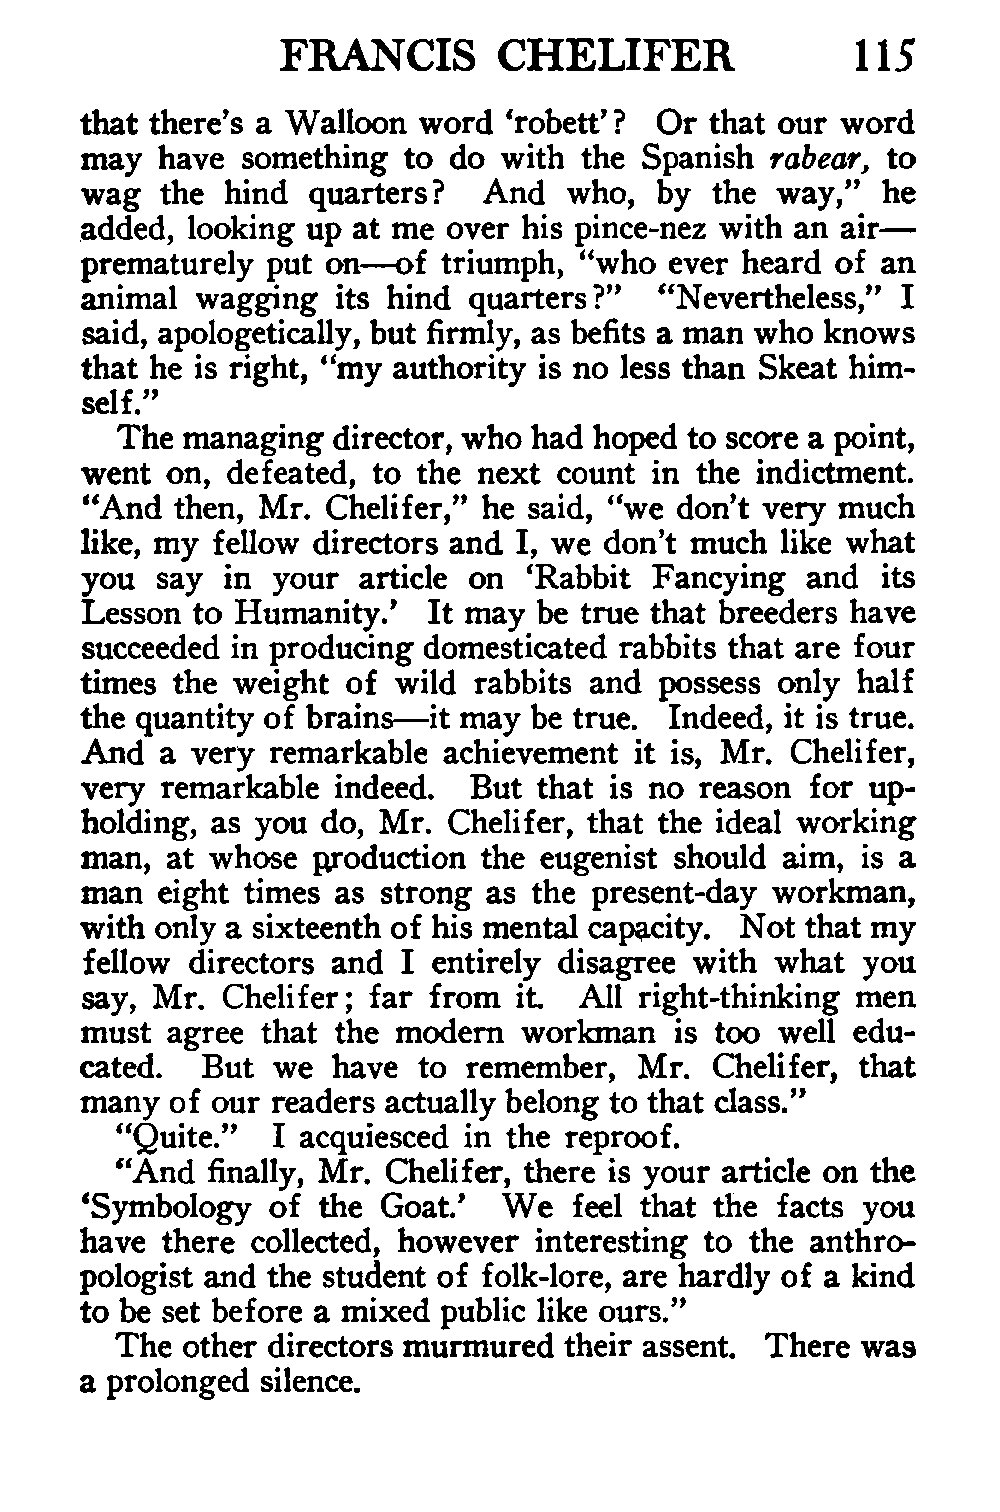 FRANCIS CHELIFER 115
that there's a Walloon word 'robett'? Or that our word
may have something to do with the Spanish rabear, to
wag the hind quarters? And who, by the way," he
added, looking up at me over his pince-nez with an air—
prematurely put on—of triumph, "who ever heard of an
animal wagging its hind quarters?" "Nevertheless," I
said, apologetically, but firmly, as befits a man who knows
that he is right, "my authority is no less than Skeat him-
self."
The managing director, who had hoped to score a point,
went on, defeated, to the next count in the indictment.
"And then, Mr. Chelifer," he said, "we don't very much
like, my fellow directors and I, we don't much like what
you say in your article on 'Rabbit Fancying and its
Lesson to Humanity.' It may be true that breeders have
succeeded in producing domesticated rabbits that are four
times the weight of wild rabbits and possess only half
the quantity of brains—it may be true. Indeed, it is true.
And a very remarkable achievement it is, Mr. Chelifer,
very remarkable indeed. But that is no reason for up-
holding, as you do, Mr. Chelifer, that the ideal working
man, at whose production the eugenist should aim, is a
man eight times as strong as the present-day workman,
with only a sixteenth of his mental capacity. Not that my
fellow directors and I entirely disagree with what you
say, Mr. Chelifer; far from it. All right-thinking men
must agree that the modern workman is too well edu-
cated. But we have to remember, Mr. Chelifer, that
many of our readers actually belong to that class."
"Quite." I acquiesced in the reproof.
"And finally, Mr. Chelifer, there is your article on the
'Symbology of the Goat.' We feel that the facts you
have there collected, however interesting to the anthro-
pologist and the student of folk-lore, are hardly of a kind
to be set before a mixed public like ours."
The other directors murmured their assent. There was
a prolonged silence.